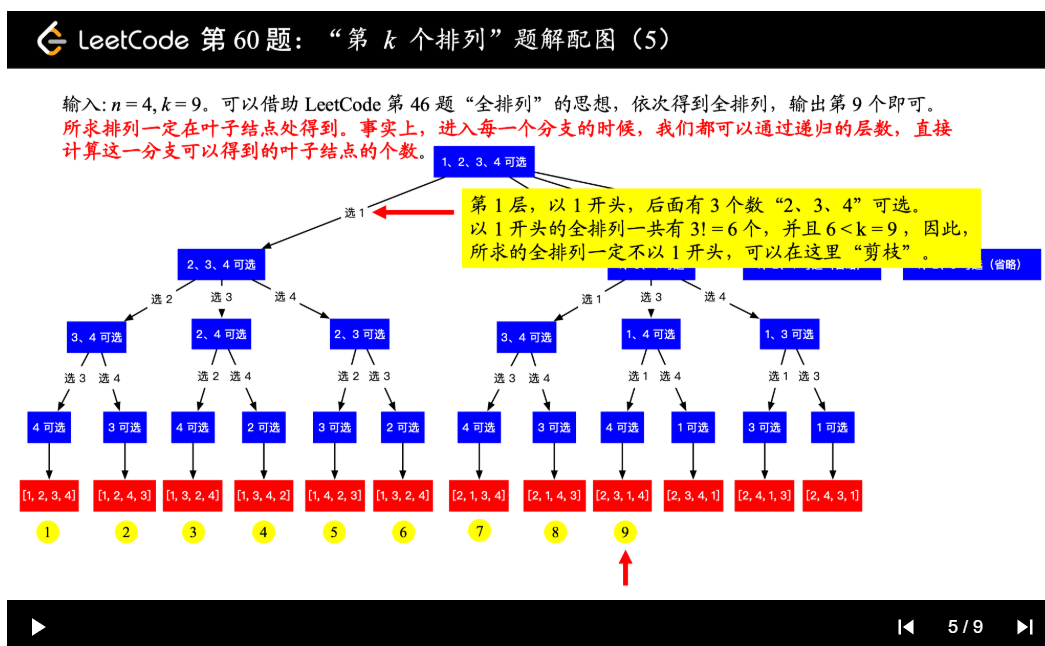 LeetCode 第 60 题：“第 k 个排列”题解配图（5）
输入: n = 4, k = 9。可以借助 LeetCode 第 46 题“全排列”的思想，依次得到全排列，输出第 9 个即可。
所求排列一定在叶子结点处得到。事实上，进入每一个分支的时候，我们都可以通过递归的层数，直接
计算这一分支可以得到的叶子结点的个数。
1、2、3、4 可选
选 1
第 1 层，以 1 开头，后面有 3 个数“2、3、4”可选。
以 1 开头的全排列一共有 3! = 6 个，并且 6 < k = 9 ，因此，
所求的全排列一定不以 1 开头，可以在这里“剪枝”。
2、3、4 可选
（省略）
选 2 选 3 选 4 选 1 选 3 选 4
3、4 可选 2、4 可选 2、3 可选 3、4 可选 1、4 可选 1、3 可选
选 3 选 4 选 2 选 4 选 2 选 3 选 3 选 4 选 1 选 4 选 1 选 3
4 可选 3 可选 4 可选 2 可选 3 可选 2 可选 4 可选 3 可选 4 可选 1 可选 3 可选 1 可选
[1, 2, 3, 4] [1, 2, 4, 3] [1, 3, 2, 4] [1, 3, 4, 2] [1, 4, 2, 3] [1, 3, 2, 4] [2, 1, 3, 4] [2, 1, 4, 3] [2, 3, 1, 4] [2, 3, 4, 1] [2, 4, 1, 3] [2, 4, 3, 1]
1 2 3 4 5 6 7 8 9
5 / 9